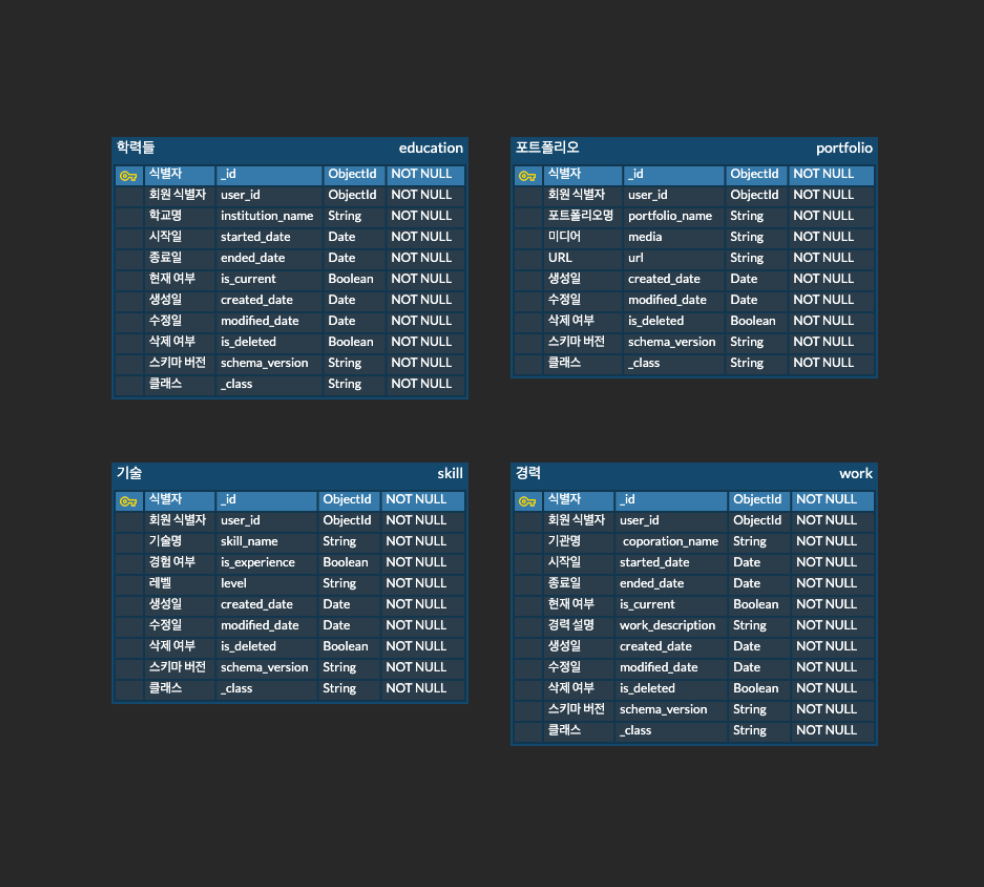 학력들 education
식별자 _id ObjectId NOT NULL
회원 식별자 user_id ObjectId NOT NULL
학교명 institution_name String NOT NULL
시작일 started_date Date NOT NULL
종료일 ended_date Date NOT NULL
현재 여부 is_current Boolean NOT NULL
생성일 created_date Date NOT NULL
수정일 modified_date Date NOT NULL
삭제 여부 is_deleted Boolean NOT NULL
스키마 버전 schema_version String NOT NULL
클래스 _class String NOT NULL
포트폴리오 portfolio
식별자 _id ObjectId NOT NULL
회원 식별자 user_id ObjectId NOT NULL
포트폴리오명 portfolio_name String NOT NULL
미디어 media String NOT NULL
URL url String NOT NULL
생성일 created_date Date NOT NULL
수정일 modified_date Date NOT NULL
삭제 여부 is_deleted Boolean NOT NULL
스키마 버전 schema_version String NOT NULL
클래스 _class String NOT NULL
기술 skill
식별자 _id ObjectId NOT NULL
회원 식별자 user_id ObjectId NOT NULL
기술명 skill_name String NOT NULL
경험 여부 is_experience Boolean NOT NULL
레벨 level String NOT NULL
생성일 created_date Date NOT NULL
수정일 modified_date Date NOT NULL
삭제 여부 is_deleted Boolean NOT NULL
스키마 버전 schema_version String NOT NULL
클래스 _class String NOT NULL
경력 work
식별자 _id ObjectId NOT NULL
회원 식별자 user_id ObjectId NOT NULL
기관명 coporation_name String NOT NULL
시작일 started_date Date NOT NULL
종료일 ended_date Date NOT NULL
현재 여부 is_current Boolean NOT NULL
경력 설명 work_description String NOT NULL
생성일 created_date Date NOT NULL
수정일 modified_date Date NOT NULL
삭제 여부 is_deleted Boolean NOT NULL
스키마 버전 schema_version String NOT NULL
클래스 _class String NOT NULL